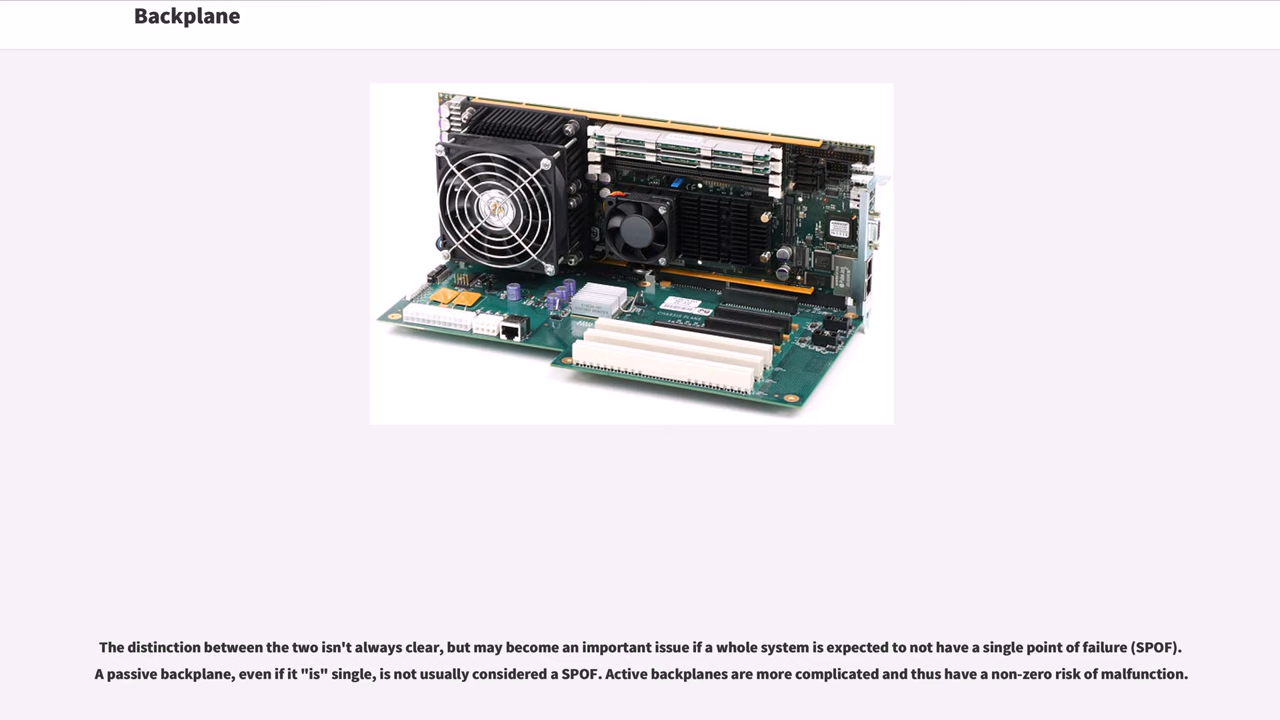 Backplane
CHASSIS PLANS
The distinction between the two isn't always clear, but may become an important issue if a whole system is expected to not have a single point of failure (SPOF).
A passive backplane, even if it "is" single, is not usually considered a SPOF. Active backplanes are more complicated and thus have a non-zero risk of malfunction.